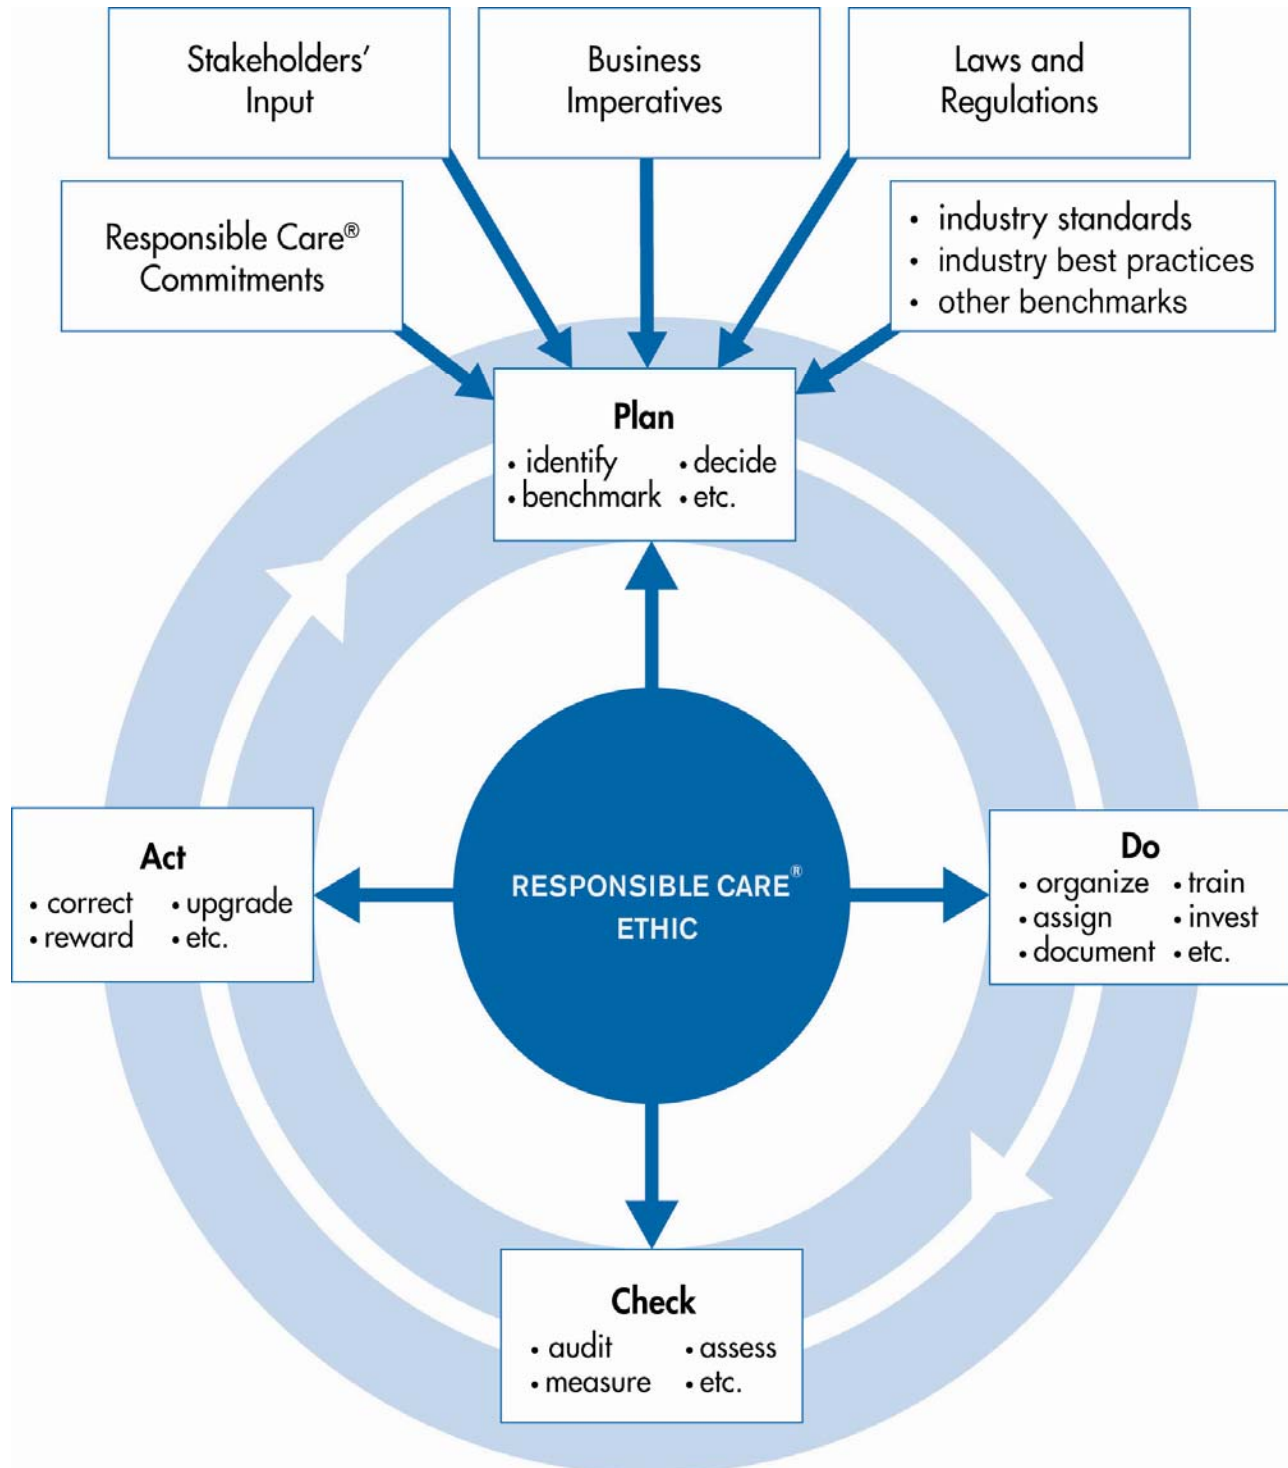 Stakeholders'
Input
Business
Imperatives
Laws and
Regulations
Responsible Care®
Commitments
• industry standards
• industry best practices
• other benchmarks
Plan
• identify • decide
• benchmark • etc.
Act
• correct • upgrade
• reward • etc.
RESPONSIBLE CARE®
ETHIC
Do
• organize • train
• assign • invest
• document • etc.
Check
• audit • assess
• measure • etc.